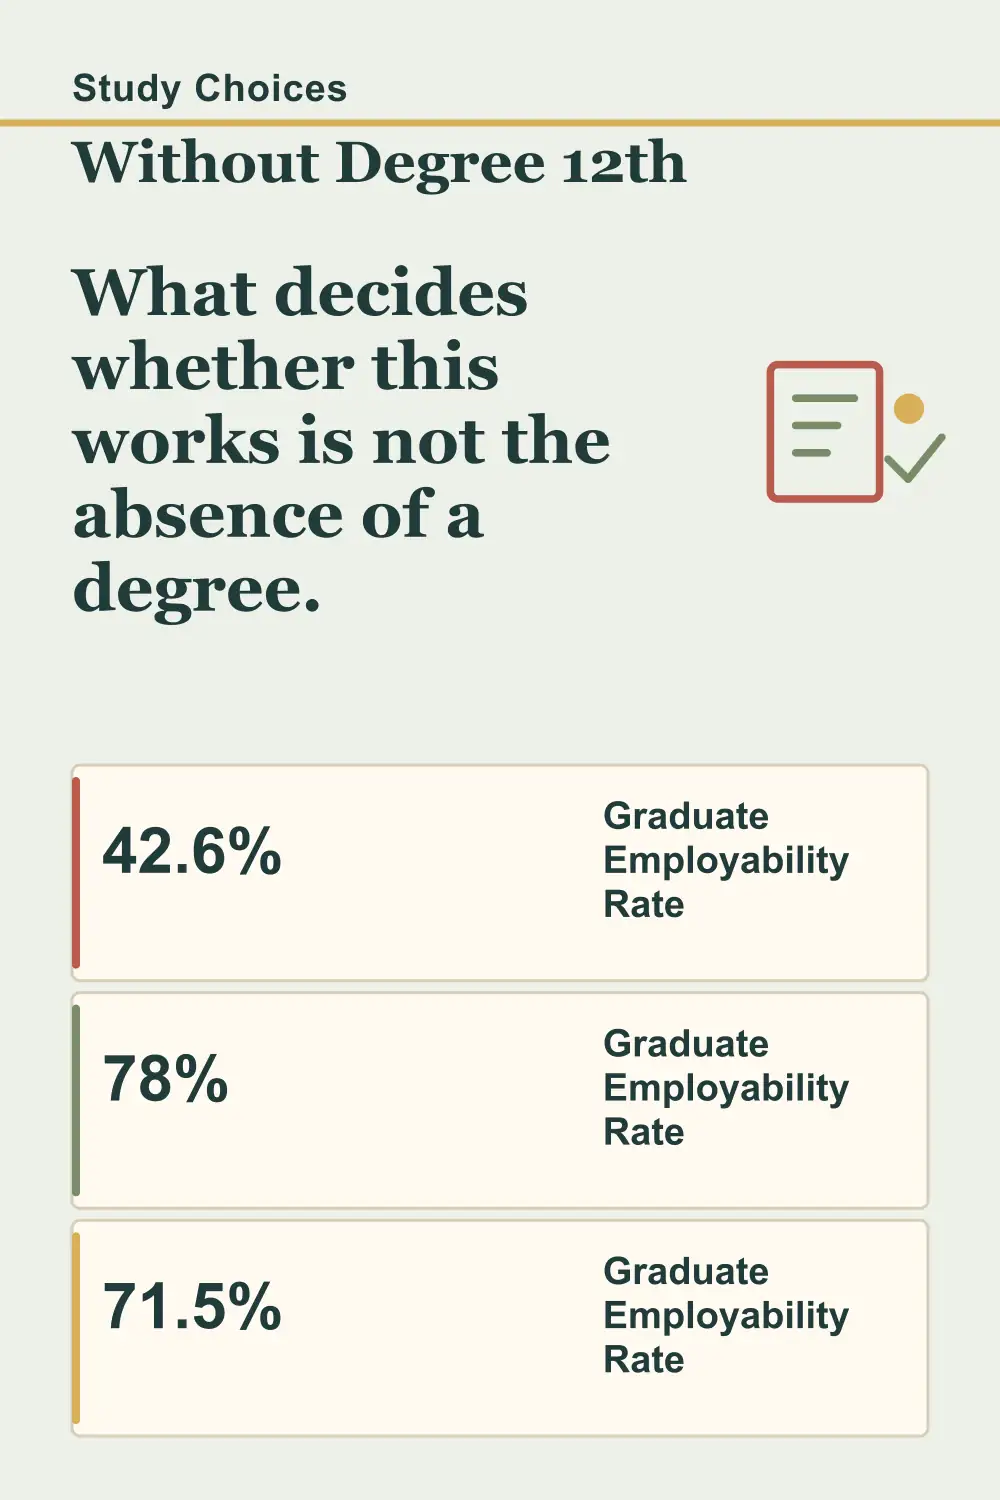 Study Choices
Without Degree 12th
What decides
whether this
works is not the
absence of a
degree.
42.6%
Graduate
Employability
Rate
78%
Graduate
Employability
Rate
71.5%
Graduate
Employability
Rate